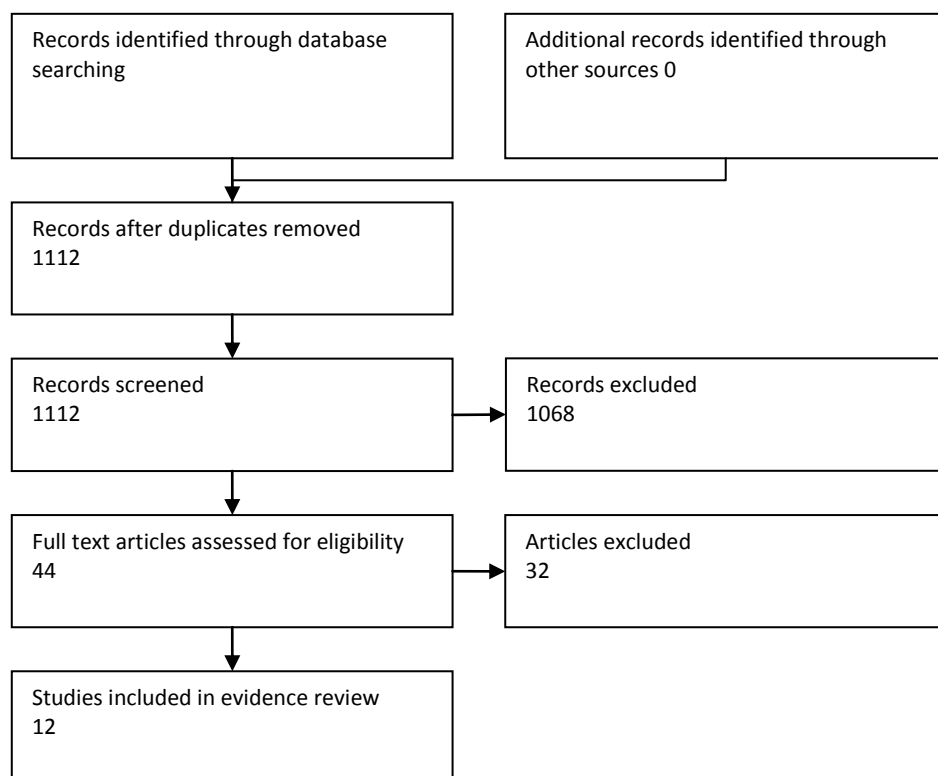 Records identified through database
searching
Additional records identified through
other sources 0
Records after duplicates removed
1112
Records screened
1112
Records excluded
1068
Full text articles assessed for eligibility
44
Articles excluded
32
Studies included in evidence review
12